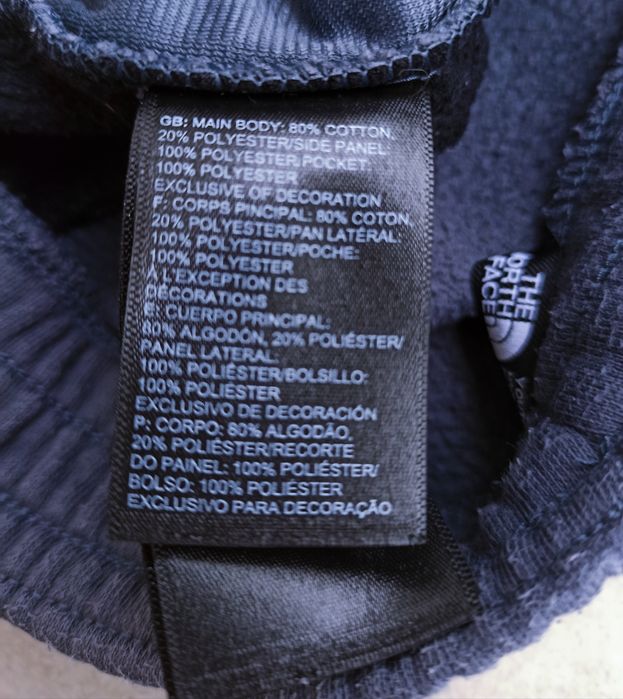 GB: MAIN BODY: 80% COTTON,
20% POLYESTER/SIDE PANEL:
100% POLYESTER/POCKET:
100% POLYESTER
EXCLUSIVE OF DECORATION
F: CORPS PINCIPAL: 80% COTON,
20% POLYESTER/PAN LATÉRAL:
100% POLYESTER/POCHE:
100% POLYESTER
À L'EXCEPTION DES
DÉCORATIONS
E: CUERPO PRINCIPAL:
80% ALGODÓN, 20% POLIÉSTER/
PANEL LATERAL:
100% POLIÉSTER/BOLSILLO:
100% POLIÉSTER
EXCLUSIVO DE DECORACIÓN
P: CORPO: 80% ALGODÃO,
20% POLIÉSTER/RECORTE
DO PAINEL: 100% POLIÉSTER/
BOLSO: 100% POLIÉSTER
EXCLUSIVO PARA DECORAÇÃO
THE
NORTH
FACE